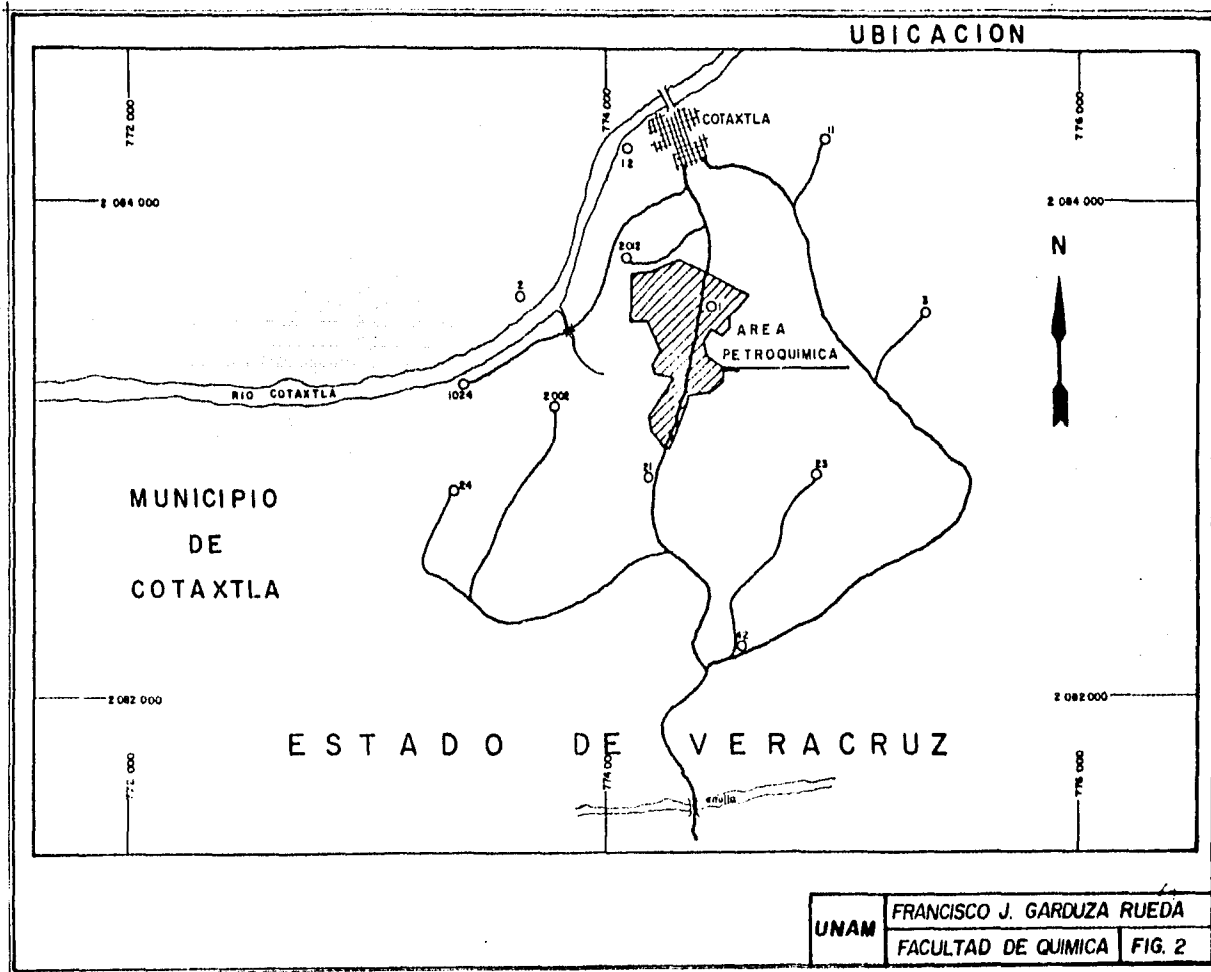 UBICACION
772 000
774 000
776 000
COTAXTLA
11
12
2 084 000
2 084 000
N
2012
2
1
3
AREA
PETROQUIMICA
RIO COTAXTLA
1024
2002
21
23
24
MUNICIPIO
DE
COTAXTLA
42
2 082 000
2 082 000
ESTADO DE VERACRUZ
772 000
774 000
776 000
UNAM
FRANCISCO J. GARDUZA RUEDA
FACULTAD DE QUIMICA FIG. 2